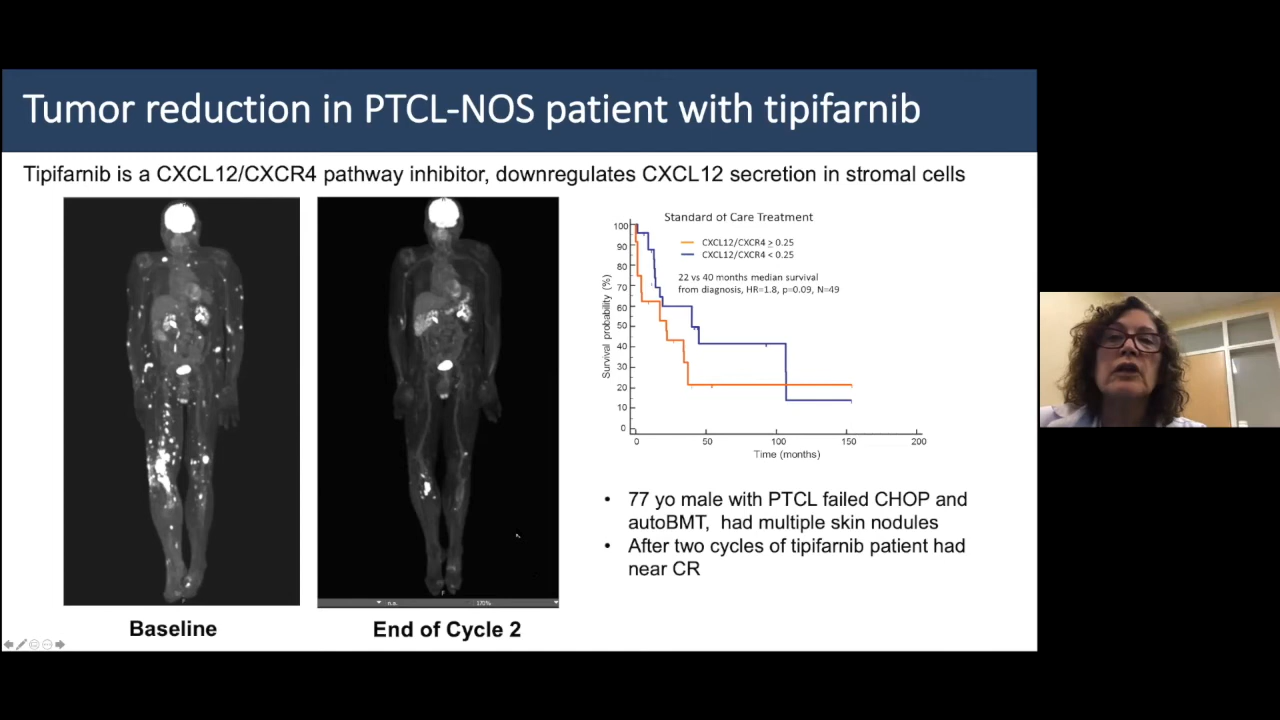 Tumor reduction in PTCL-NOS patient with tipifarnib
Tipifarnib is a CXCL12/CXCR4 pathway inhibitor, downregulates CXCL12 secretion in stromal cells
Standard of Care Treatment
CXCL12/CXCR4 ≥ 0.25
CXCL12/CXCR4 < 0.25
22 vs 40 months median survival
from diagnosis, HR=1.8, p=0.09, N=49
Survival probability (%)
100
90
80
70
60
50
40
30
20
10
0
0 50 100 150 200
Time (months)
• 77 yo male with PTCL failed CHOP and
autoBMT, had multiple skin nodules
• After two cycles of tipifarnib patient had
near CR
n.s. 170%
Baseline
End of Cycle 2